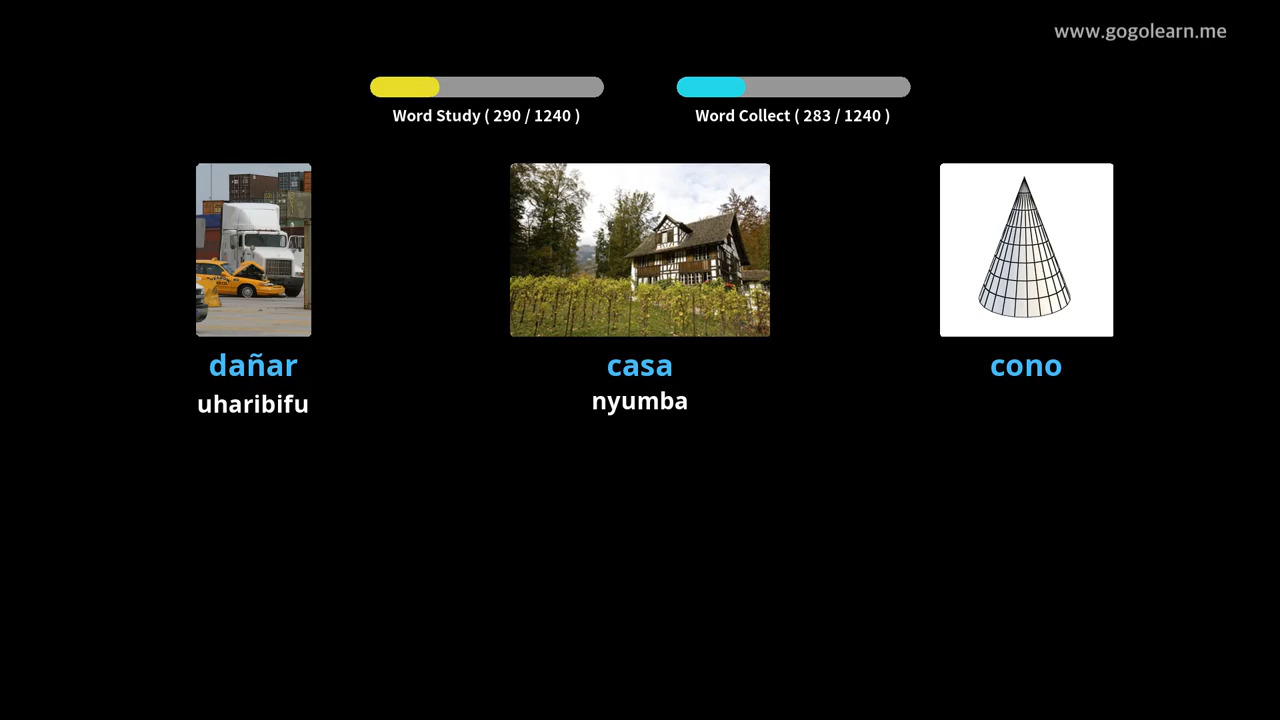 www.gogolearn.me
Word Study ( 290 / 1240 )
Word Collect ( 283 / 1240 )
dañar
uharibifu
casa
nyumba
cono